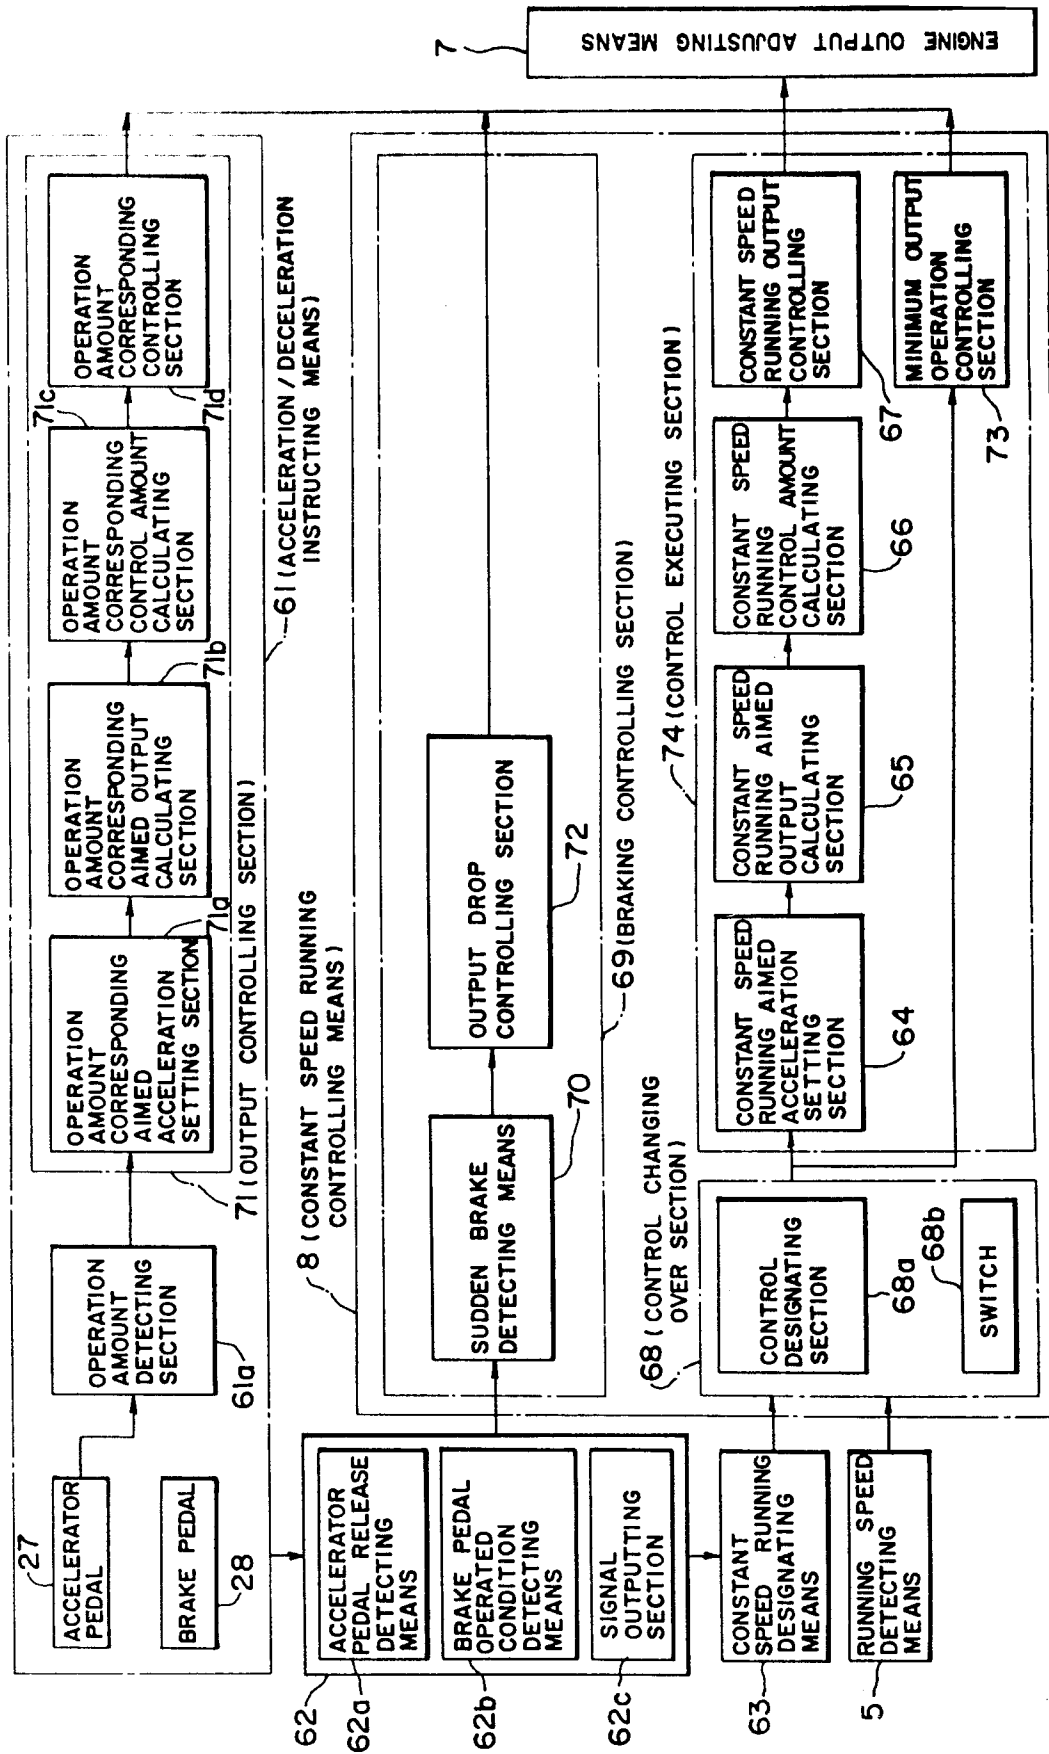 27
ACCELERATOR
PEDAL
BRAKE PEDAL
28
OPERATION
AMOUNT
DETECTING
SECTION
61a
OPERATION
AMOUNT
CORRESPONDING
AIMED
ACCELERATION
SETTING SECTION
71a
OPERATION
AMOUNT
CORRESPONDING
AIMED OUTPUT
CALCULATING
SECTION
71b
OPERATION
AMOUNT
CORRESPONDING
CONTROL AMOUNT
CALCULATING
SECTION
71c
OPERATION
AMOUNT
CORRESPONDING
CONTROLLING
SECTION
71d
71 (OUTPUT CONTROLLING SECTION)
61 (ACCELERATION / DECELERATION
INSTRUCTING MEANS)
62
ACCELERATOR
PEDAL RELEASE
DETECTING
MEANS
62a
BRAKE PEDAL
OPERATED
CONDITION
DETECTING
MEANS
62b
SIGNAL
OUTPUTTING
SECTION
62c
8 (CONSTANT SPEED RUNNING
CONTROLLING MEANS)
SUDDEN BRAKE
DETECTING MEANS
70
OUTPUT DROP
CONTROLLING SECTION
72
69 (BRAKING CONTROLLING SECTION)
CONSTANT
SPEED RUNNING
DESIGNATING
MEANS
63
RUNNING SPEED
DETECTING
MEANS
5
68 (CONTROL CHANGING
OVER SECTION)
CONTROL
DESIGNATING
SECTION
68a
68b
SWITCH
74 (CONTROL EXECUTING SECTION)
CONSTANT SPEED
RUNNING AIMED
ACCELERATION
SETTING
SECTION
64
CONSTANT SPEED
RUNNING AIMED
OUTPUT
CALCULATING
SECTION
65
CONSTANT SPEED
RUNNING
CONTROL AMOUNT
CALCULATING
SECTION
66
CONSTANT SPEED
RUNNING OUTPUT
CONTROLLING
SECTION
67
MINIMUM OUTPUT
OPERATION
CONTROLLING
SECTION
73
7
ENGINE OUTPUT ADJUSTING MEANS